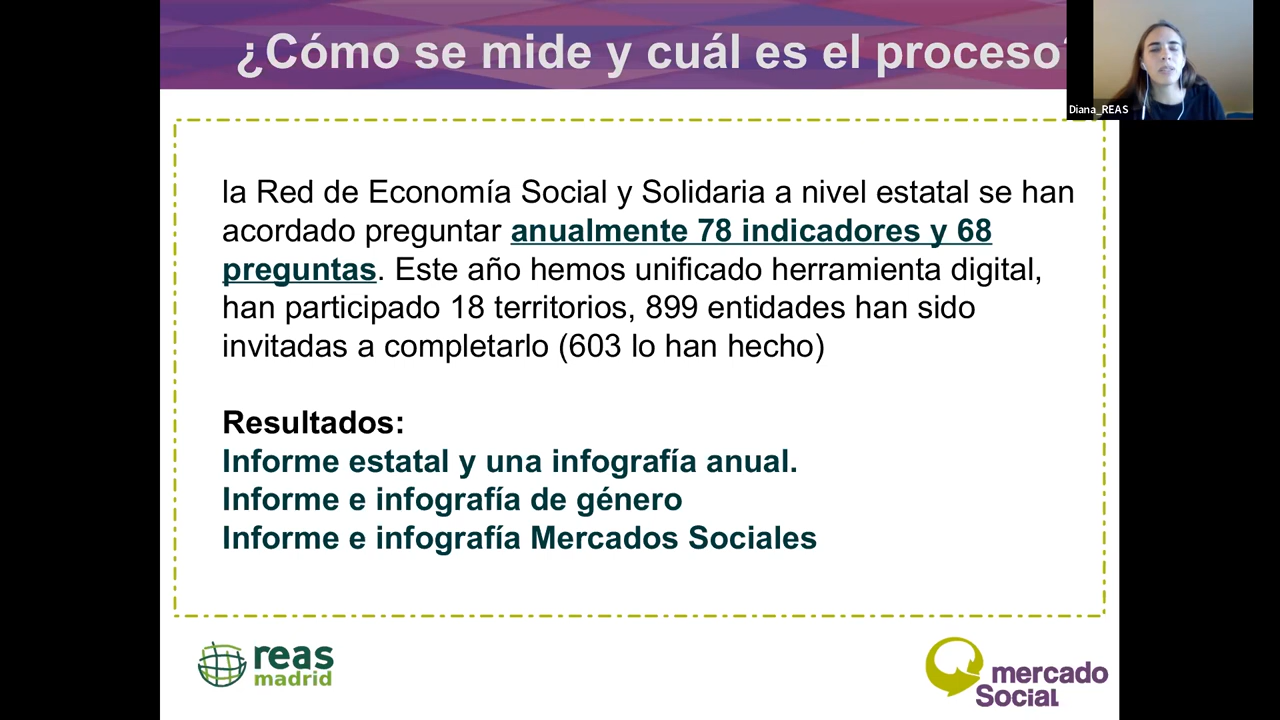 ¿Cómo se mide y cuál es el proceso?
Diana_REAS
la Red de Economía Social y Solidaria a nivel estatal se han
acordado preguntar anualmente 78 indicadores y 68
preguntas. Este año hemos unificado herramienta digital,
han participado 18 territorios, 899 entidades han sido
invitadas a completarlo (603 lo han hecho)
Resultados:
Informe estatal y una infografía anual.
Informe e infografía de género
Informe e infografía Mercados Sociales
reas
madrid
mercado
Social